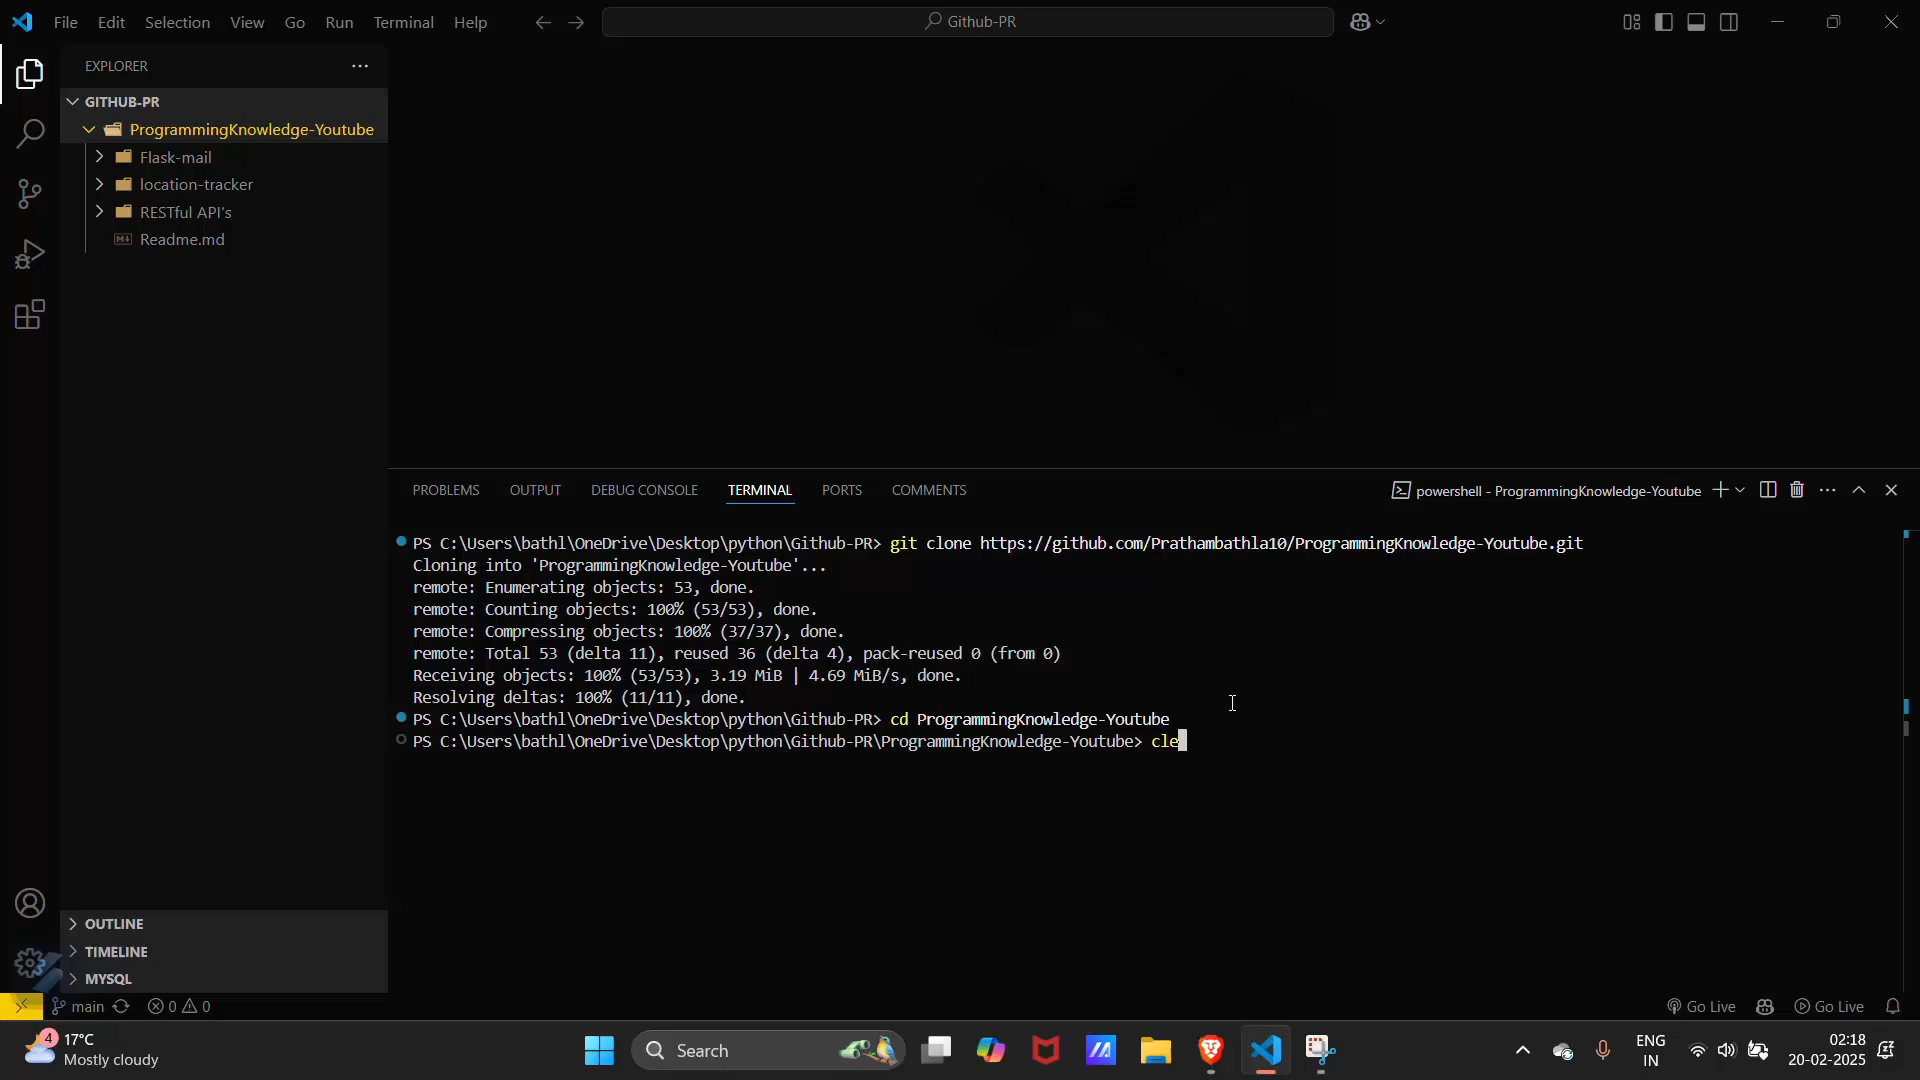 File Edit Selection View Go Run Terminal Help
Github-PR
EXPLORER
GITHUB-PR
ProgrammingKnowledge-Youtube
Flask-mail
location-tracker
RESTful API's
Readme.md
PROBLEMS OUTPUT DEBUG CONSOLE TERMINAL PORTS COMMENTS
powershell - ProgrammingKnowledge-Youtube
PS C:\Users\bathl\OneDrive\Desktop\python\Github-PR> git clone https://github.com/Prathambathla10/ProgrammingKnowledge-Youtube.git
Cloning into 'ProgrammingKnowledge-Youtube'...
remote: Enumerating objects: 53, done.
remote: Counting objects: 100% (53/53), done.
remote: Compressing objects: 100% (37/37), done.
remote: Total 53 (delta 11), reused 36 (delta 4), pack-reused 0 (from 0)
Receiving objects: 100% (53/53), 3.19 MiB | 4.69 MiB/s, done.
Resolving deltas: 100% (11/11), done.
PS C:\Users\bathl\OneDrive\Desktop\python\Github-PR> cd ProgrammingKnowledge-Youtube
PS C:\Users\bathl\OneDrive\Desktop\python\Github-PR\ProgrammingKnowledge-Youtube> cle
OUTLINE
TIMELINE
MYSQL
main 0 0
Go Live Go Live
4
17°C
Mostly cloudy
Search
ENG
IN
02:18
20-02-2025